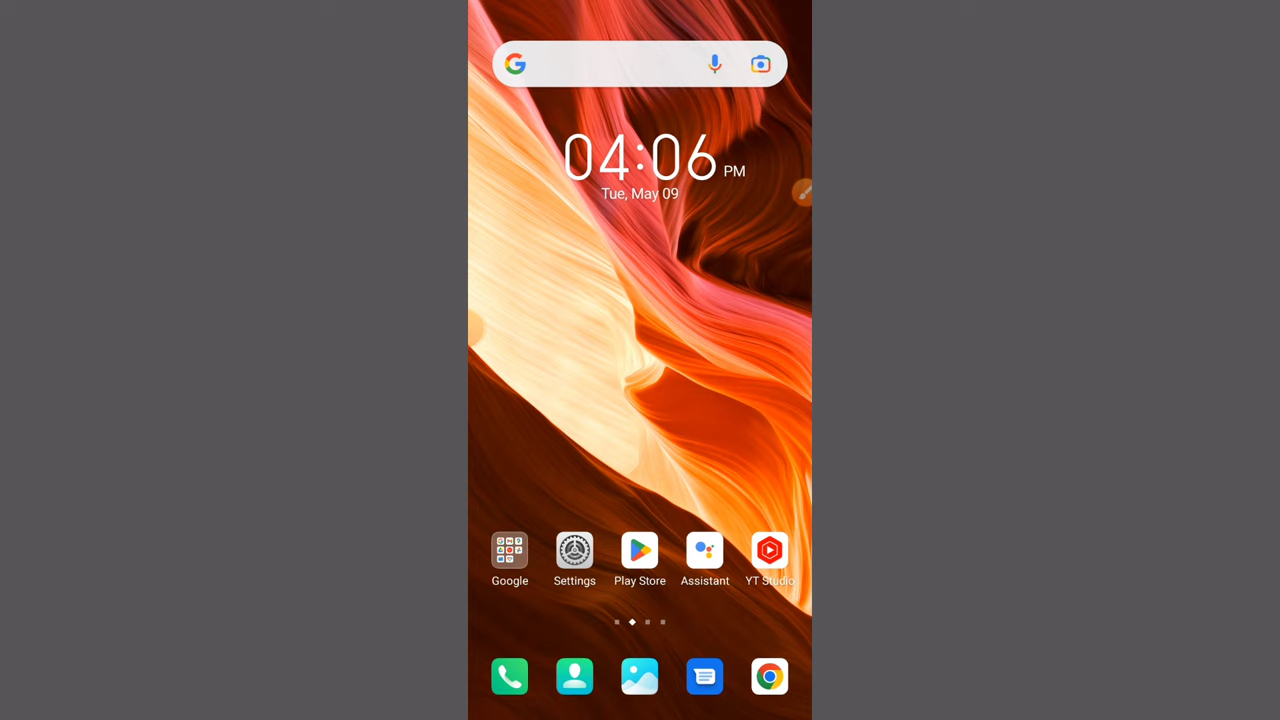 04:06 PM
Tue, May 09
Google
Settings
Play Store
Assistant
YT Studio